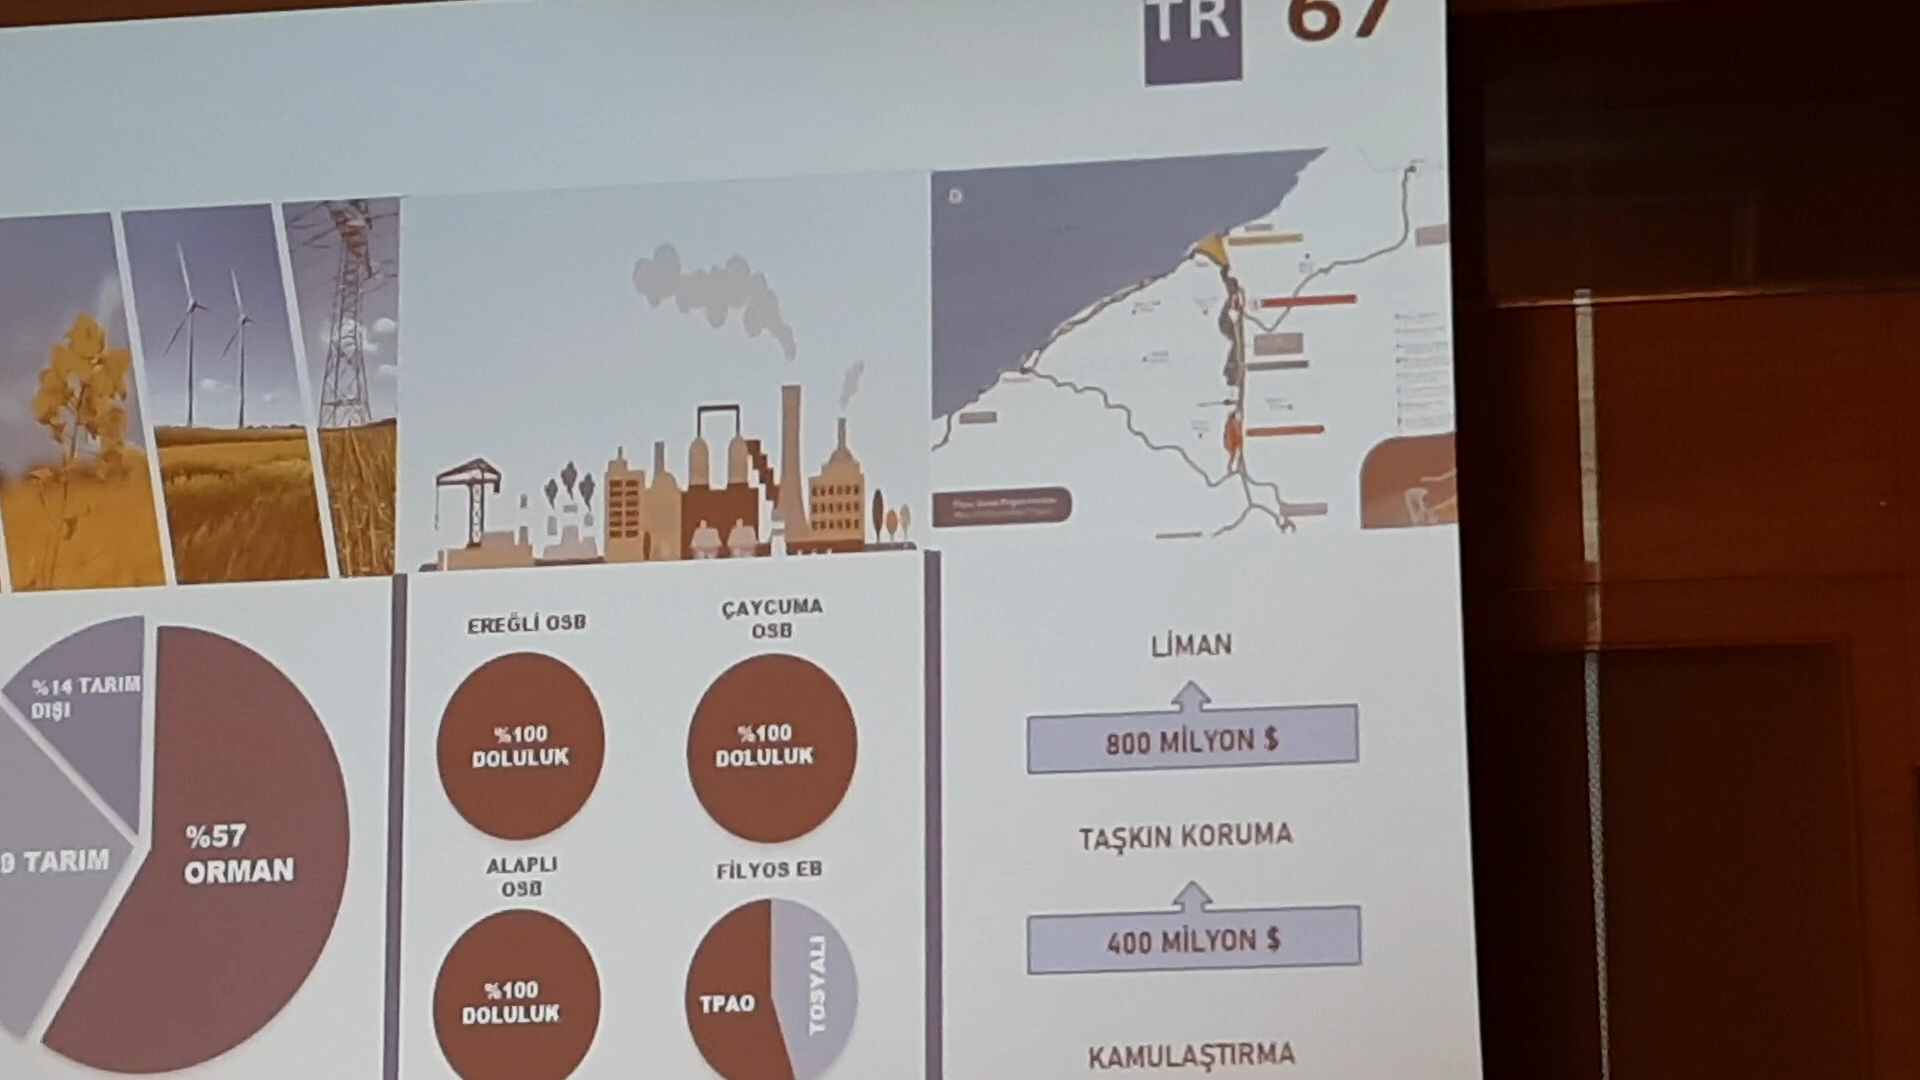 TR 67
%14 TARIM
DIŞI
%57
ORMAN
9 TARIM
EREĞLİ OSB
%100
DOLULUK
ÇAYCUMA
OSB
%100
DOLULUK
ALAPLI
OSB
%100
DOLULUK
FİLYOS EB
TPAO
TOSYALI
LİMAN
800 MİLYON $
TAŞKIN KORUMA
400 MİLYON $
KAMULAŞTIRMA